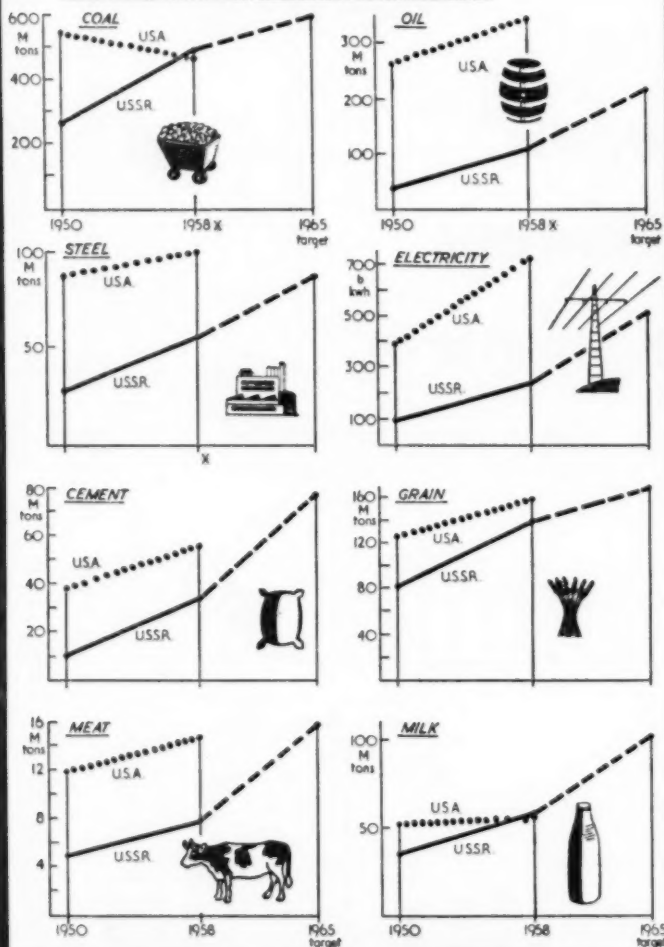 COAL
600
M
tons
400
200
U.S.A.
U.S.S.R.
1950
1958 X
1965
target
OIL
300
M
tons
200
100
U.S.A.
U.S.S.R.
1950
1958 X
1965
target
STEEL
100
M
tons
50
U.S.A.
U.S.S.R.
X
ELECTRICITY
700
b
kwh
500
300
100
U.S.A.
U.S.S.R.
CEMENT
80
M
tons
60
40
20
U.S.A.
U.S.S.R.
GRAIN
160
M
tons
120
80
40
U.S.A.
U.S.S.R.
MEAT
16
M
tons
12
8
4
U.S.A.
U.S.S.R.
1950
1958
1965
target
MILK
100
M
tons
50
U.S.A.
U.S.S.R.
1950
1958
1965
target